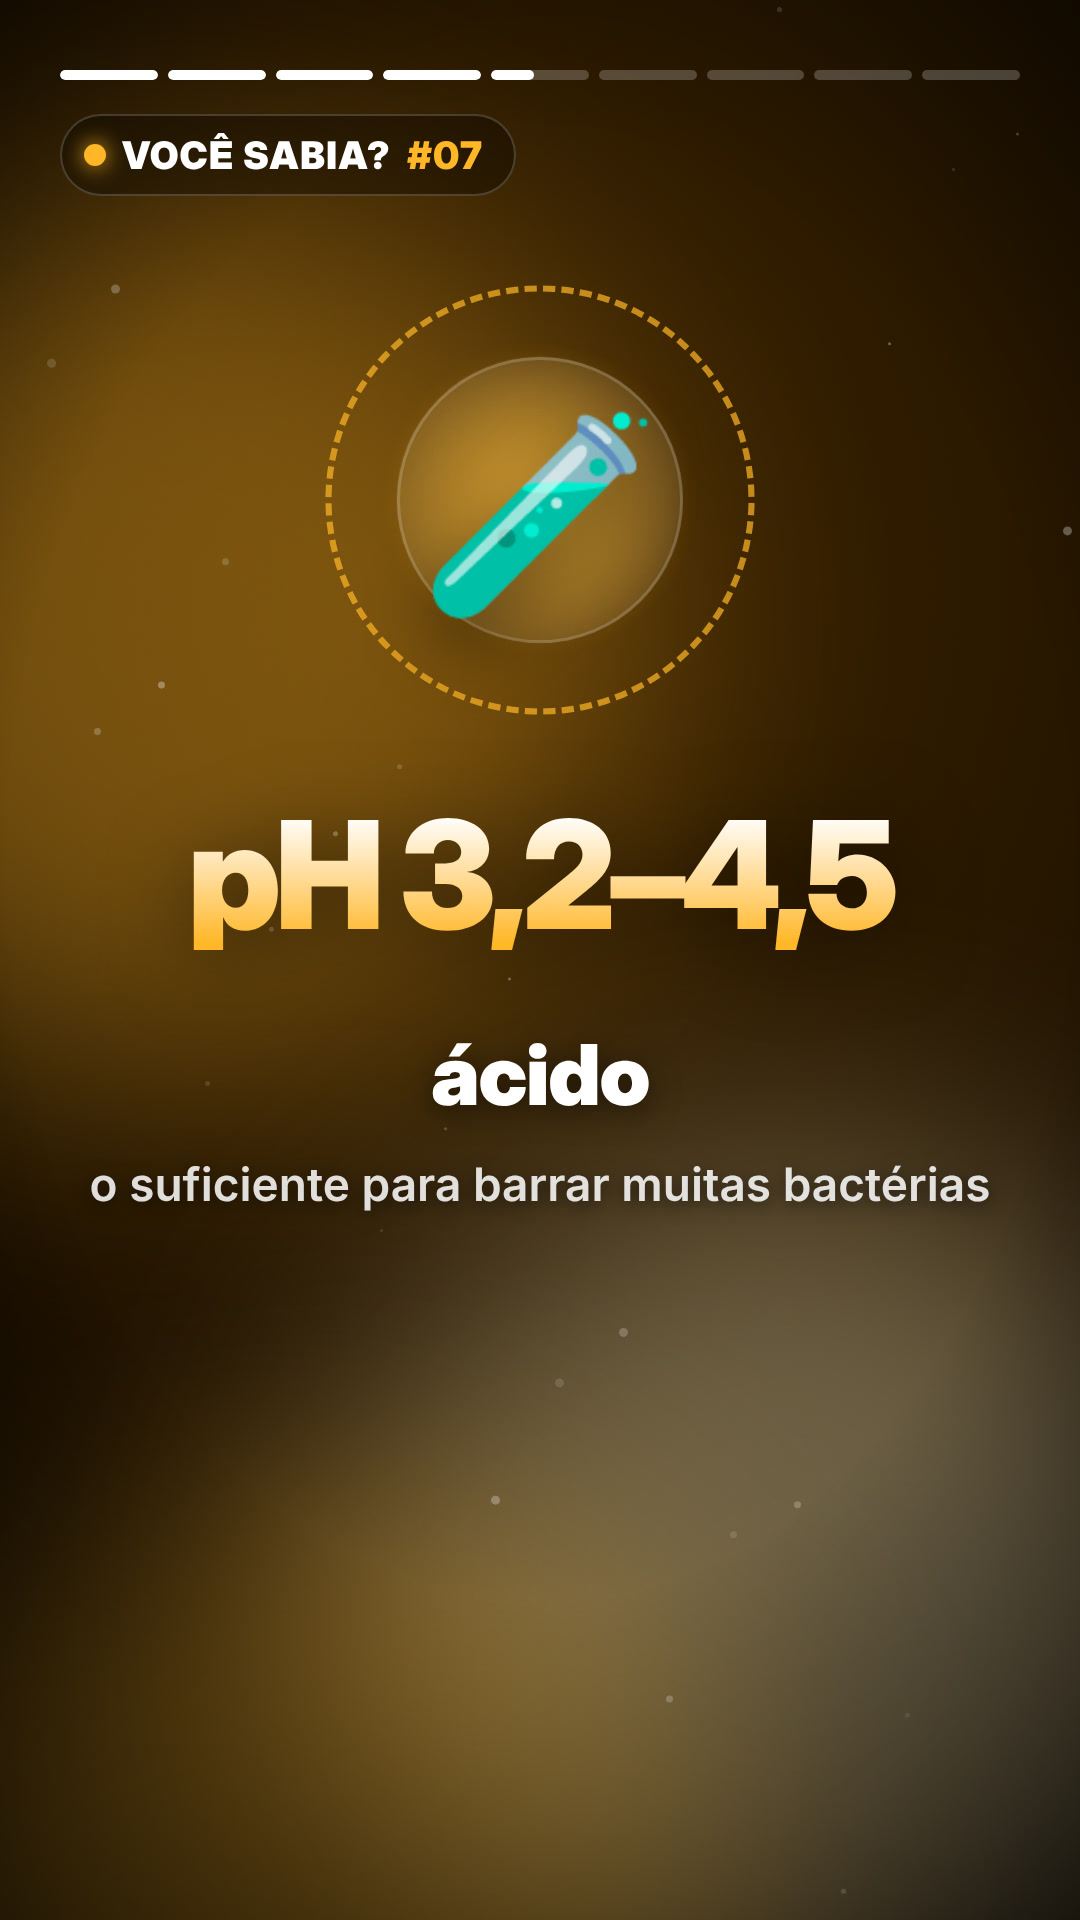 VOCÊ SABIA? #07
pH 3,2–4,5
ácido
o suficiente para barrar muitas bactérias